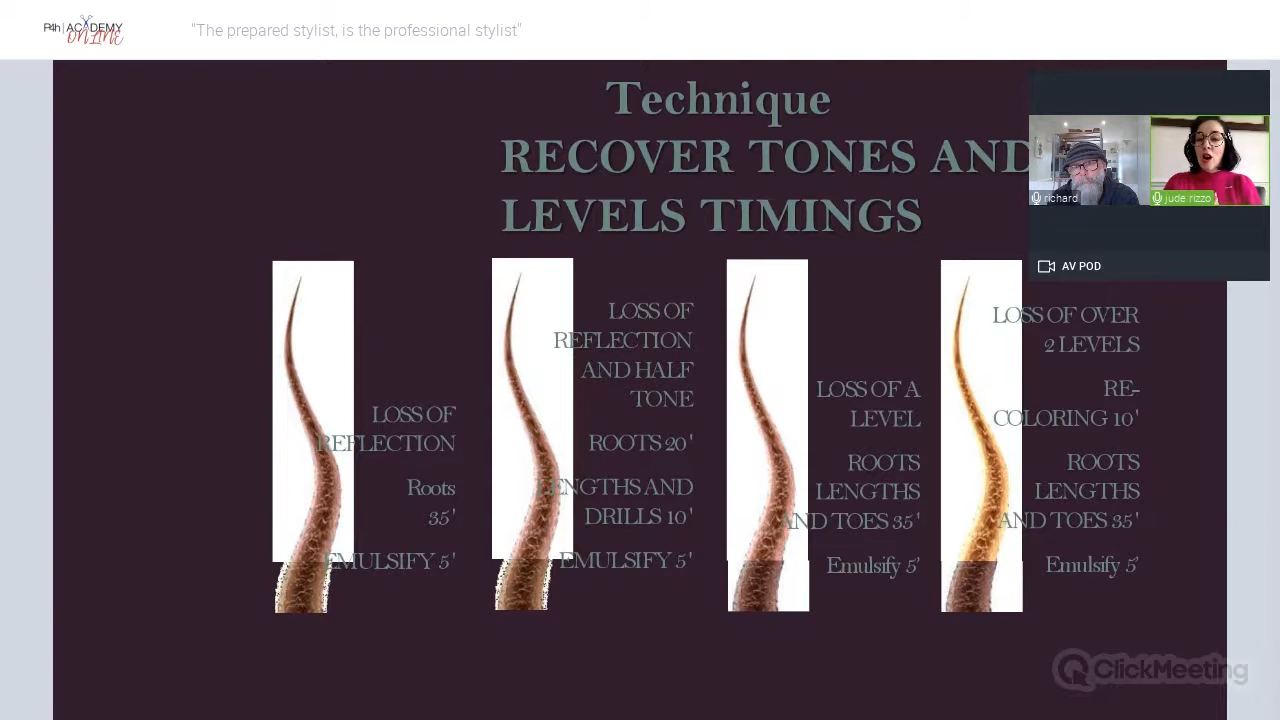 P4h | ACADEMY
ONLINE
"The prepared stylist, is the professional stylist"
Technique
RECOVER TONES AND
LEVELS TIMINGS
richard
jude rizzo
AV POD
LOSS OF
REFLECTION
Roots
35'
EMULSIFY 5'
LOSS OF
REFLECTION
AND HALF
TONE
ROOTS 20'
LENGTHS AND
DRILLS 10'
EMULSIFY 5'
LOSS OF A
LEVEL
ROOTS
LENGTHS
AND TOES 35'
Emulsify 5'
LOSS OF OVER
2 LEVELS
RE-
COLORING 10'
ROOTS
LENGTHS
AND TOES 35'
Emulsify 5'
ClickMeeting